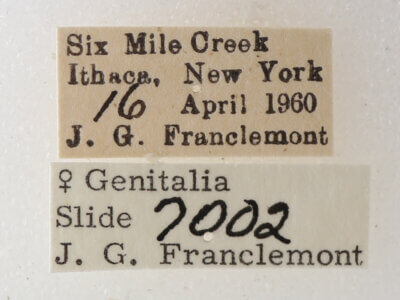 Six Mile Creek
Ithaca, New York
16 April 1960
J. G. Franclemont
♀ Genitalia
Slide 7002
J. G. Franclemont